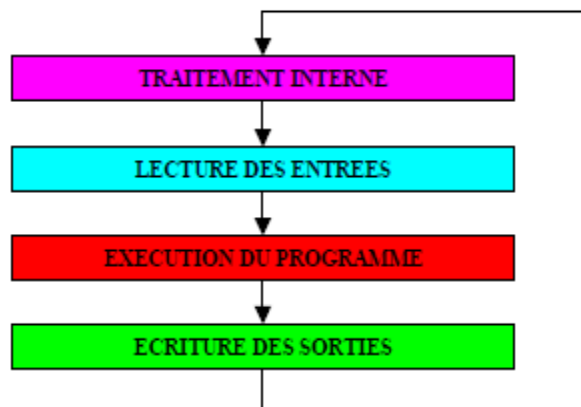 TRAITEMENT INTERNE
LECTURE DES ENTREES
EXECUTION DU PROGRAMME
ECRITURE DES SORTIES